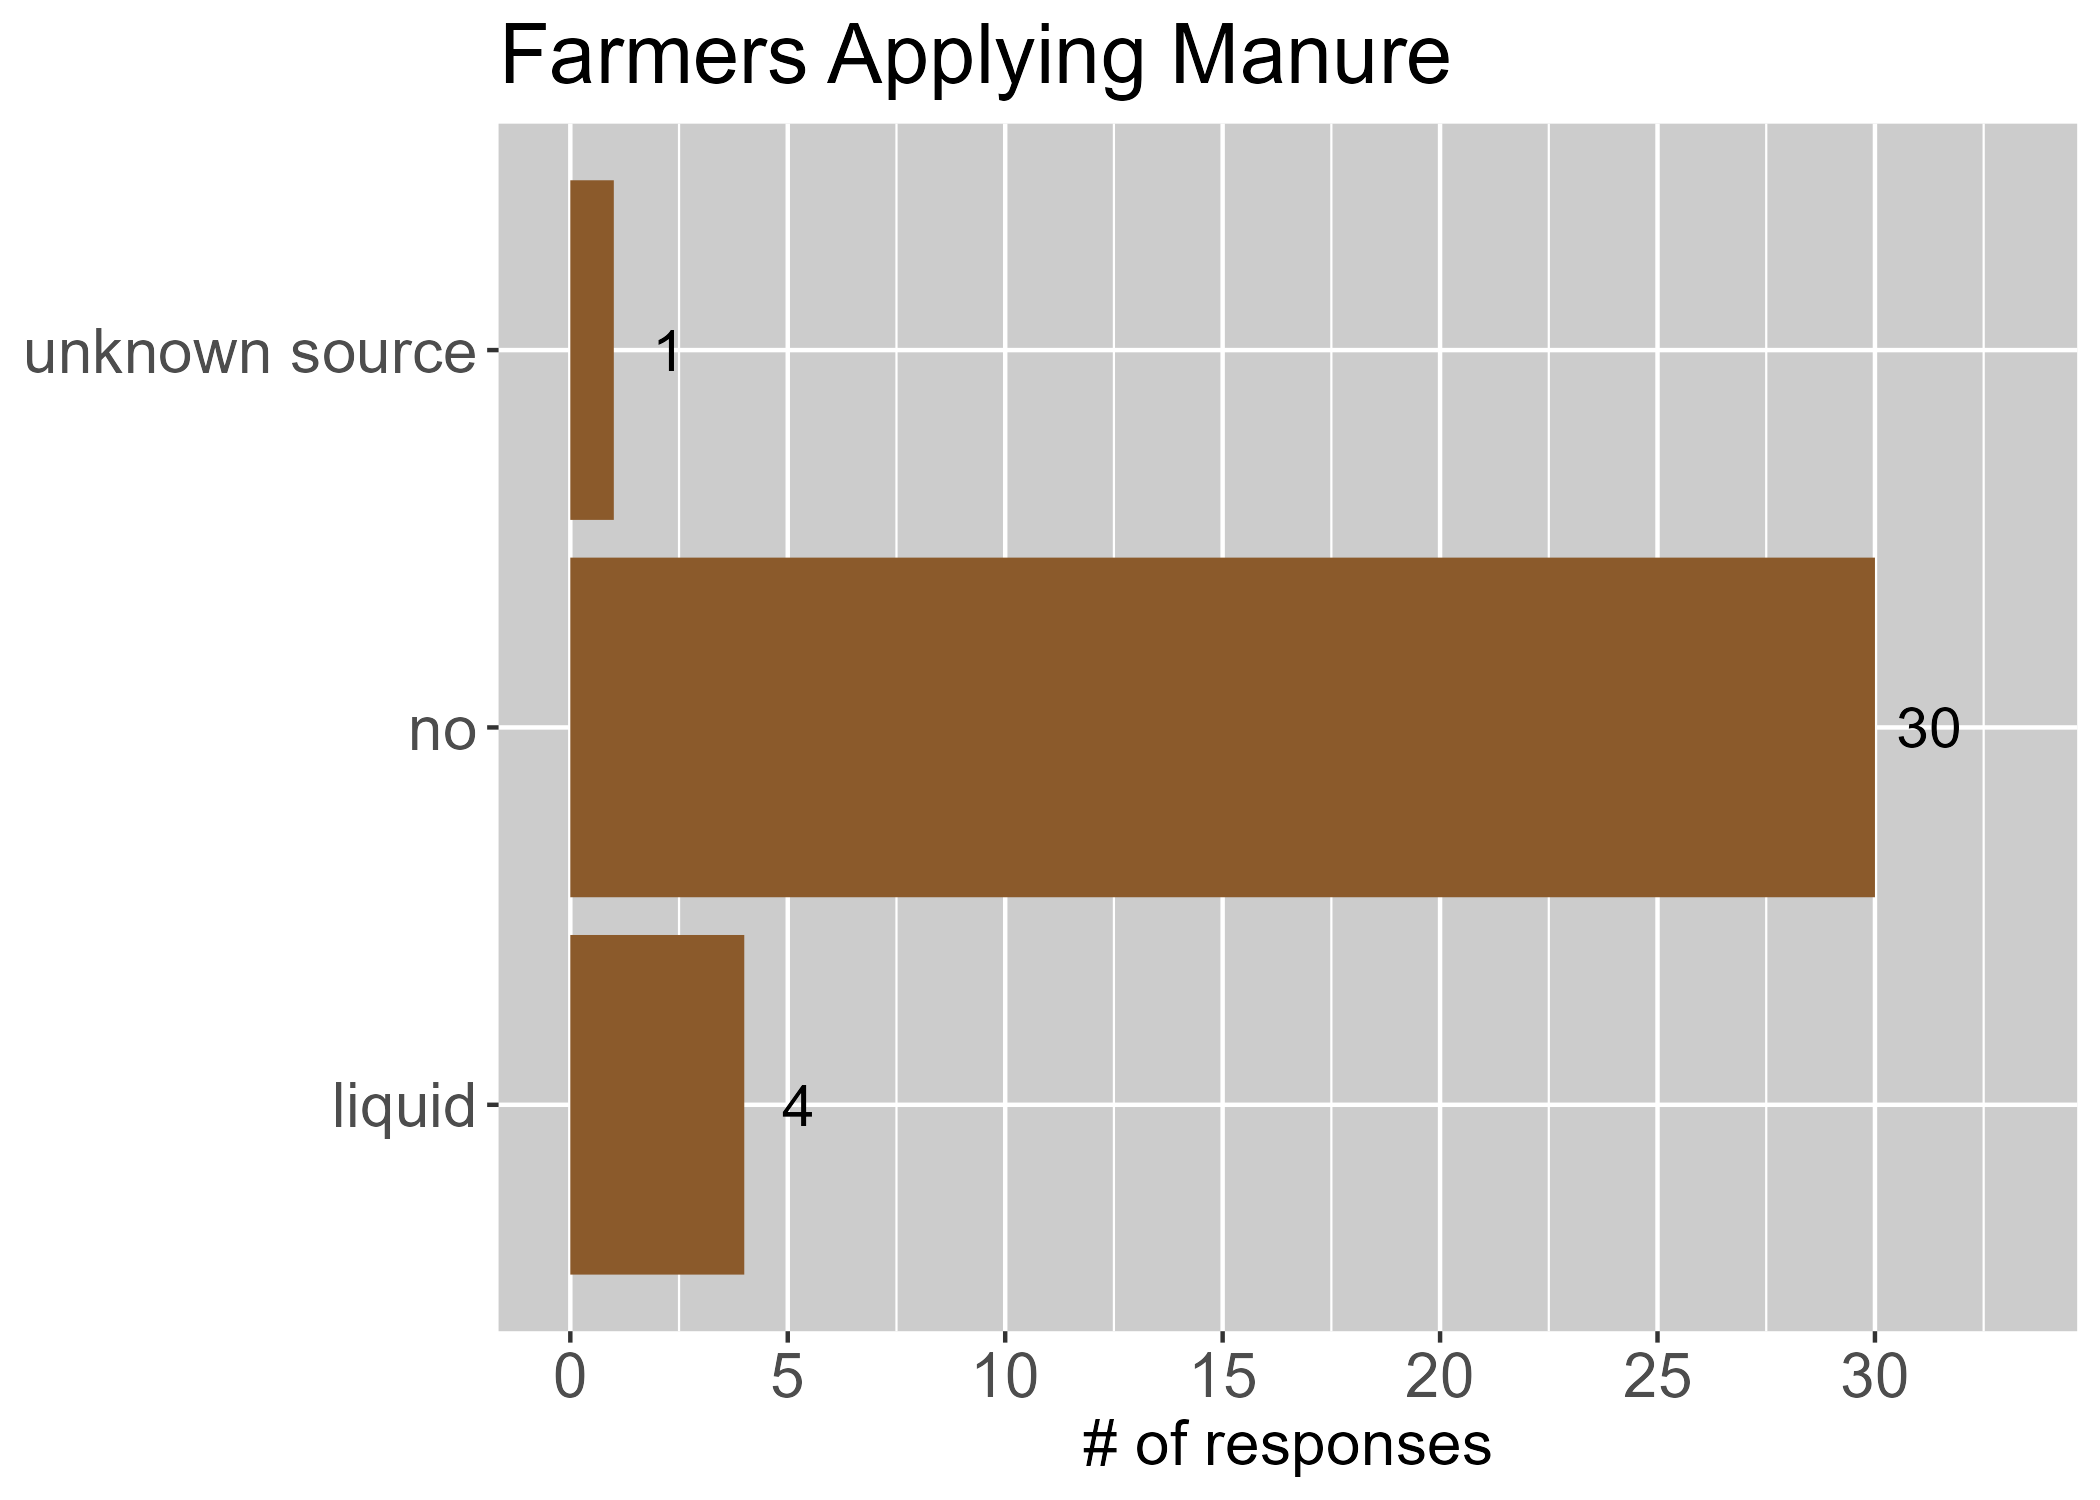 Farmers Applying Manure
unknown source
1
no
30
liquid
4
0 5 10 15 20 25 30
# of responses